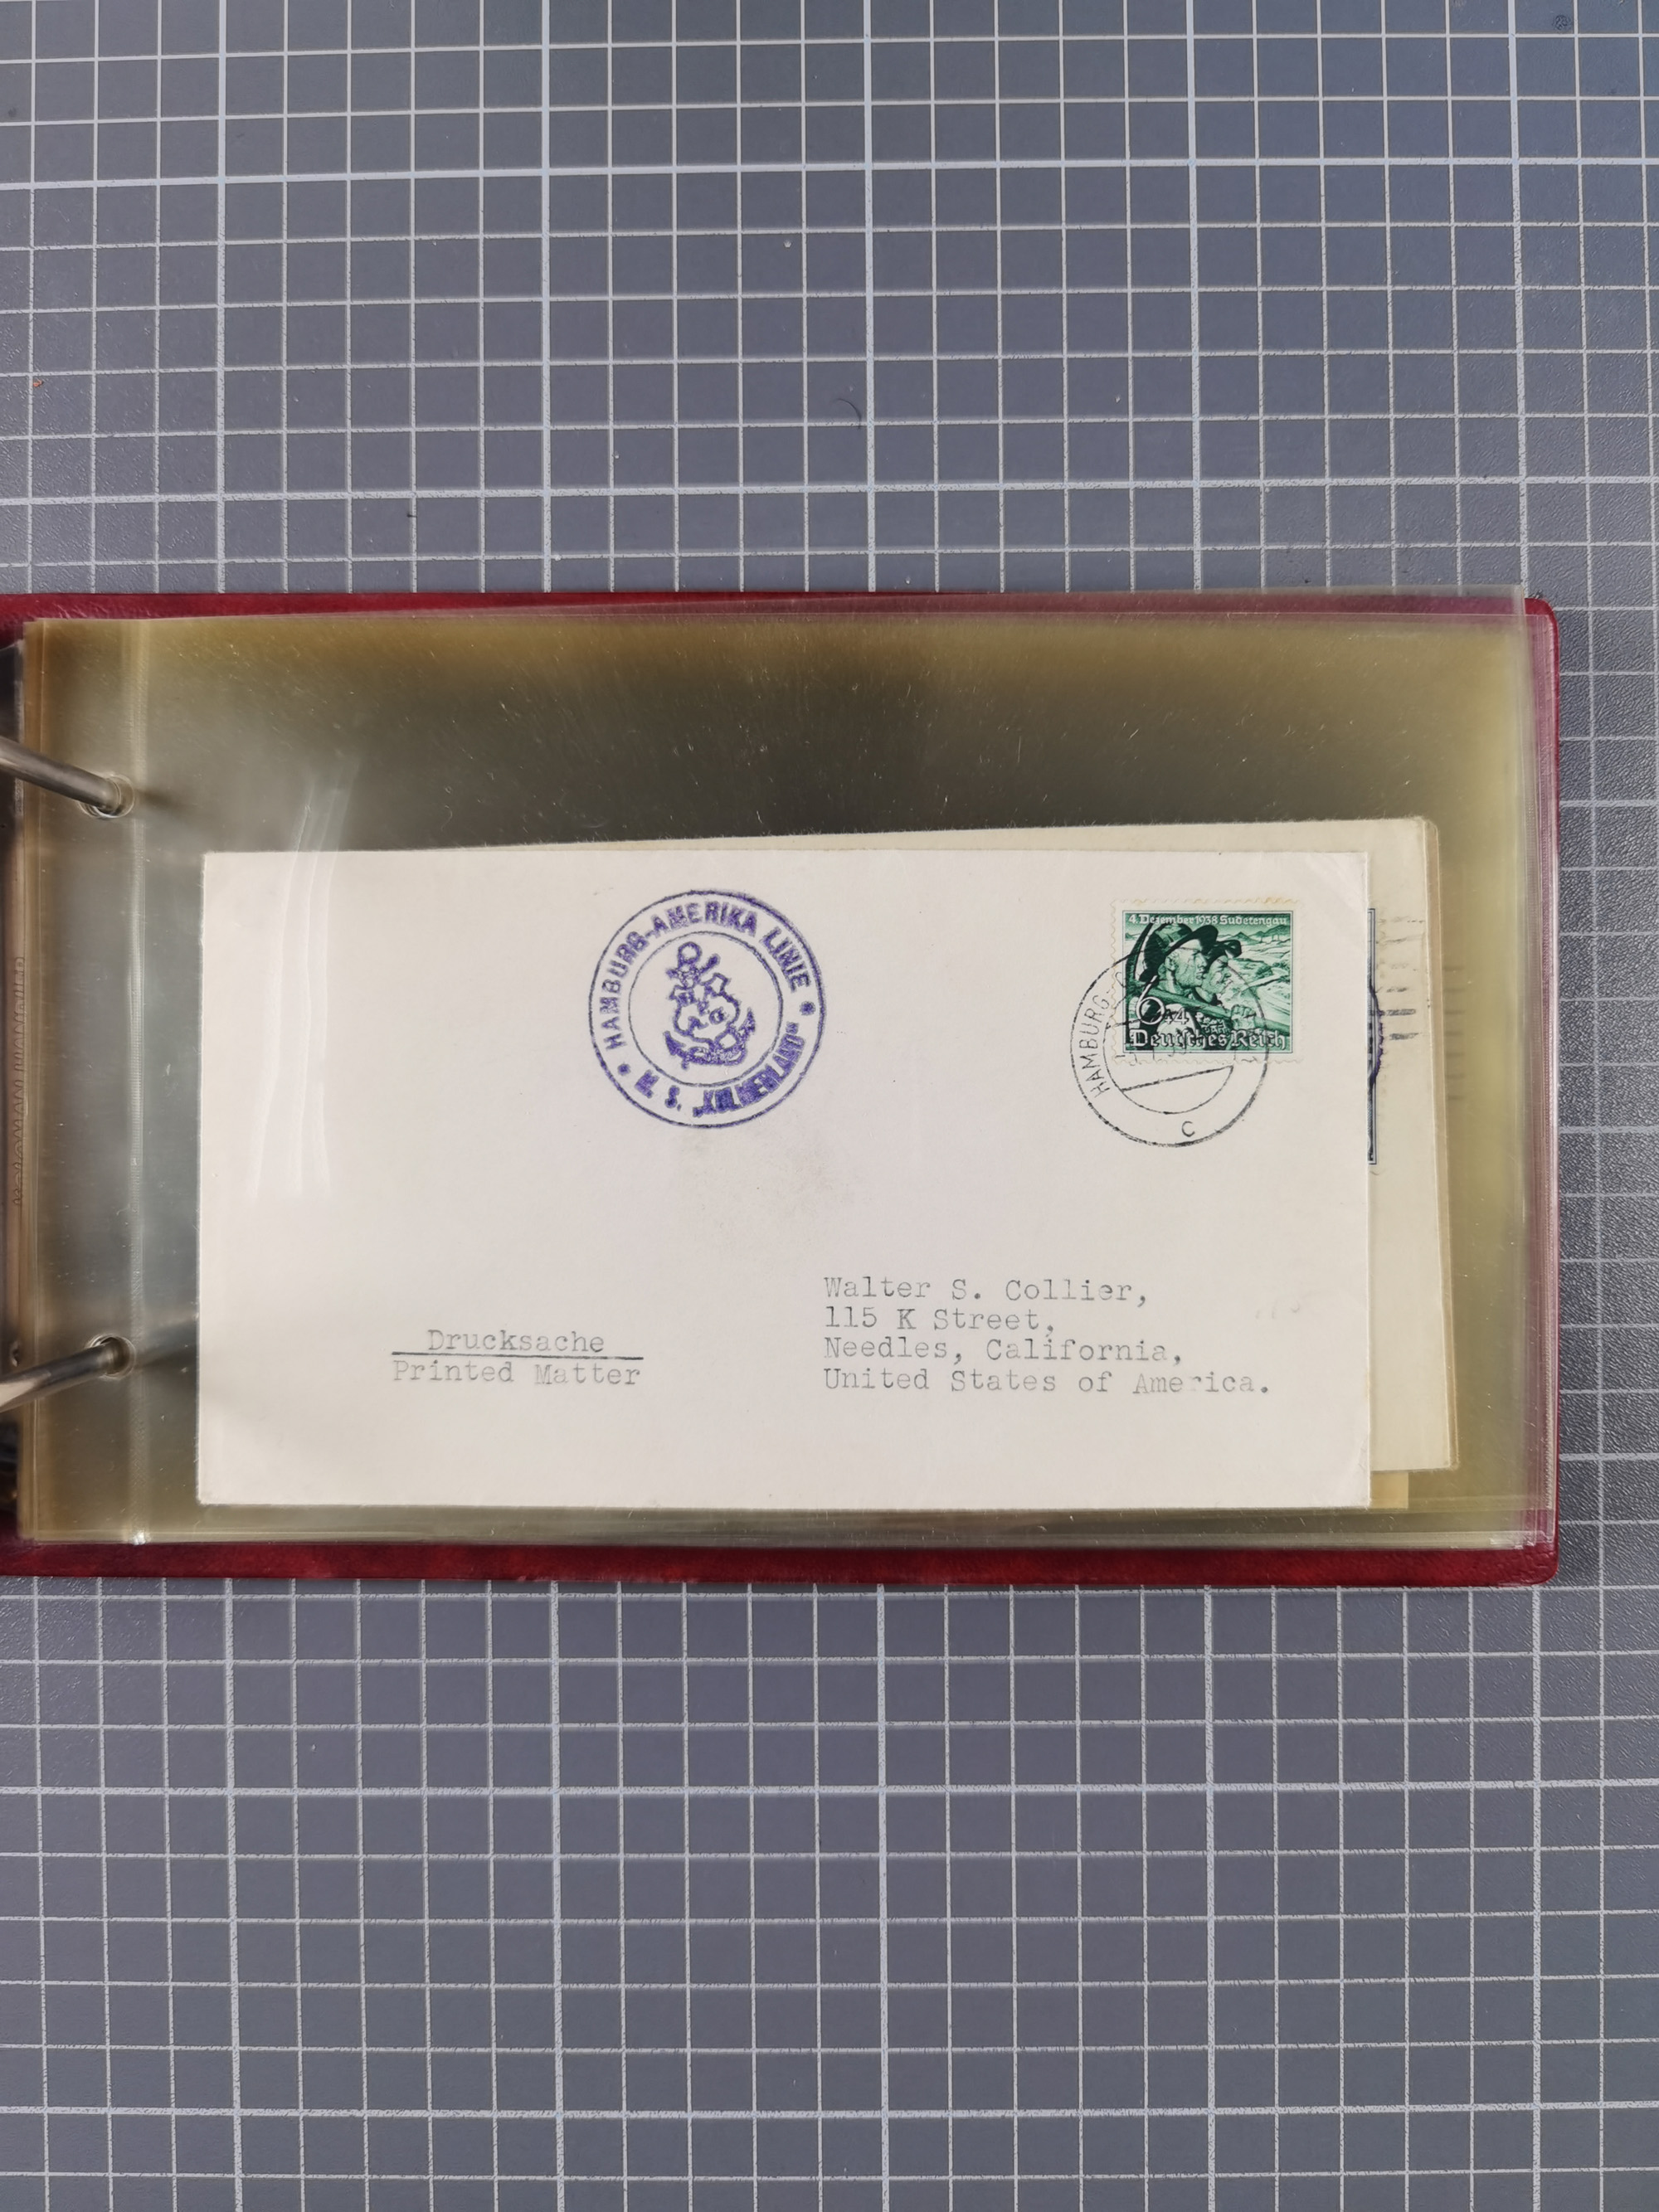 HAMBURG-AMERIKA LINIE
M. S.
4. Dezember 1938 Sudetengau
6
Deutsches Reich
HAMBURG
c
Walter S. Collier,
115 K Street,
Needles, California,
United States of America.
Drucksache
Printed Matter